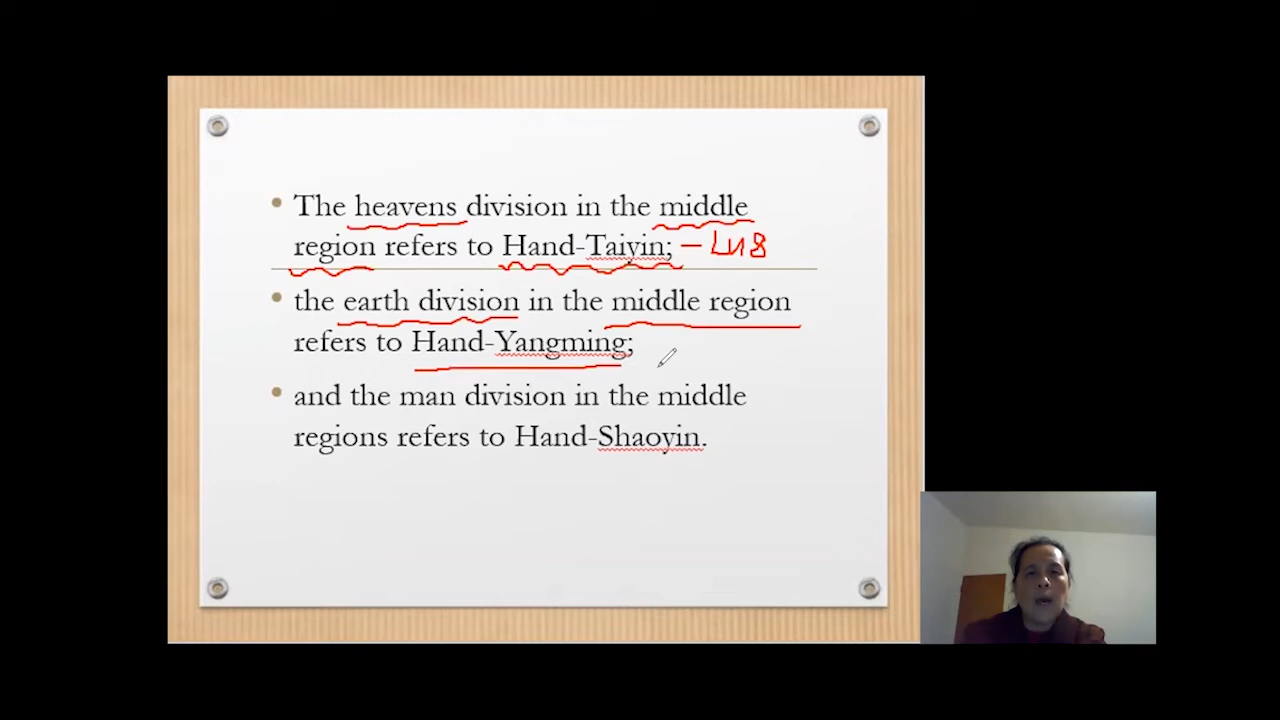 The heavens division in the middle
region refers to Hand-Taiyin; – Lu8
the earth division in the middle region
refers to Hand-Yangming;
and the man division in the middle
regions refers to Hand-Shaoyin.